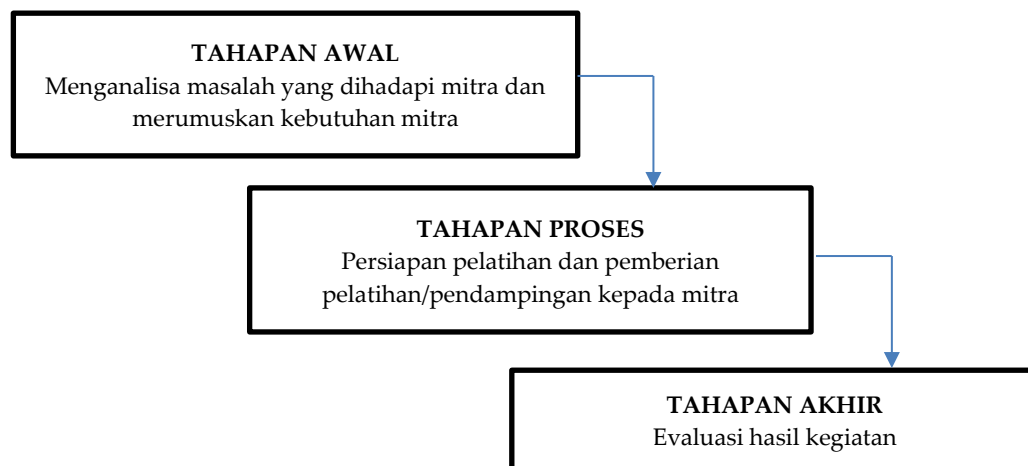 TAHAPAN AWAL
Menganalisa masalah yang dihadapi mitra dan
merumuskan kebutuhan mitra
TAHAPAN PROSES
Persiapan pelatihan dan pemberian
pelatihan/pendampingan kepada mitra
TAHAPAN AKHIR
Evaluasi hasil kegiatan